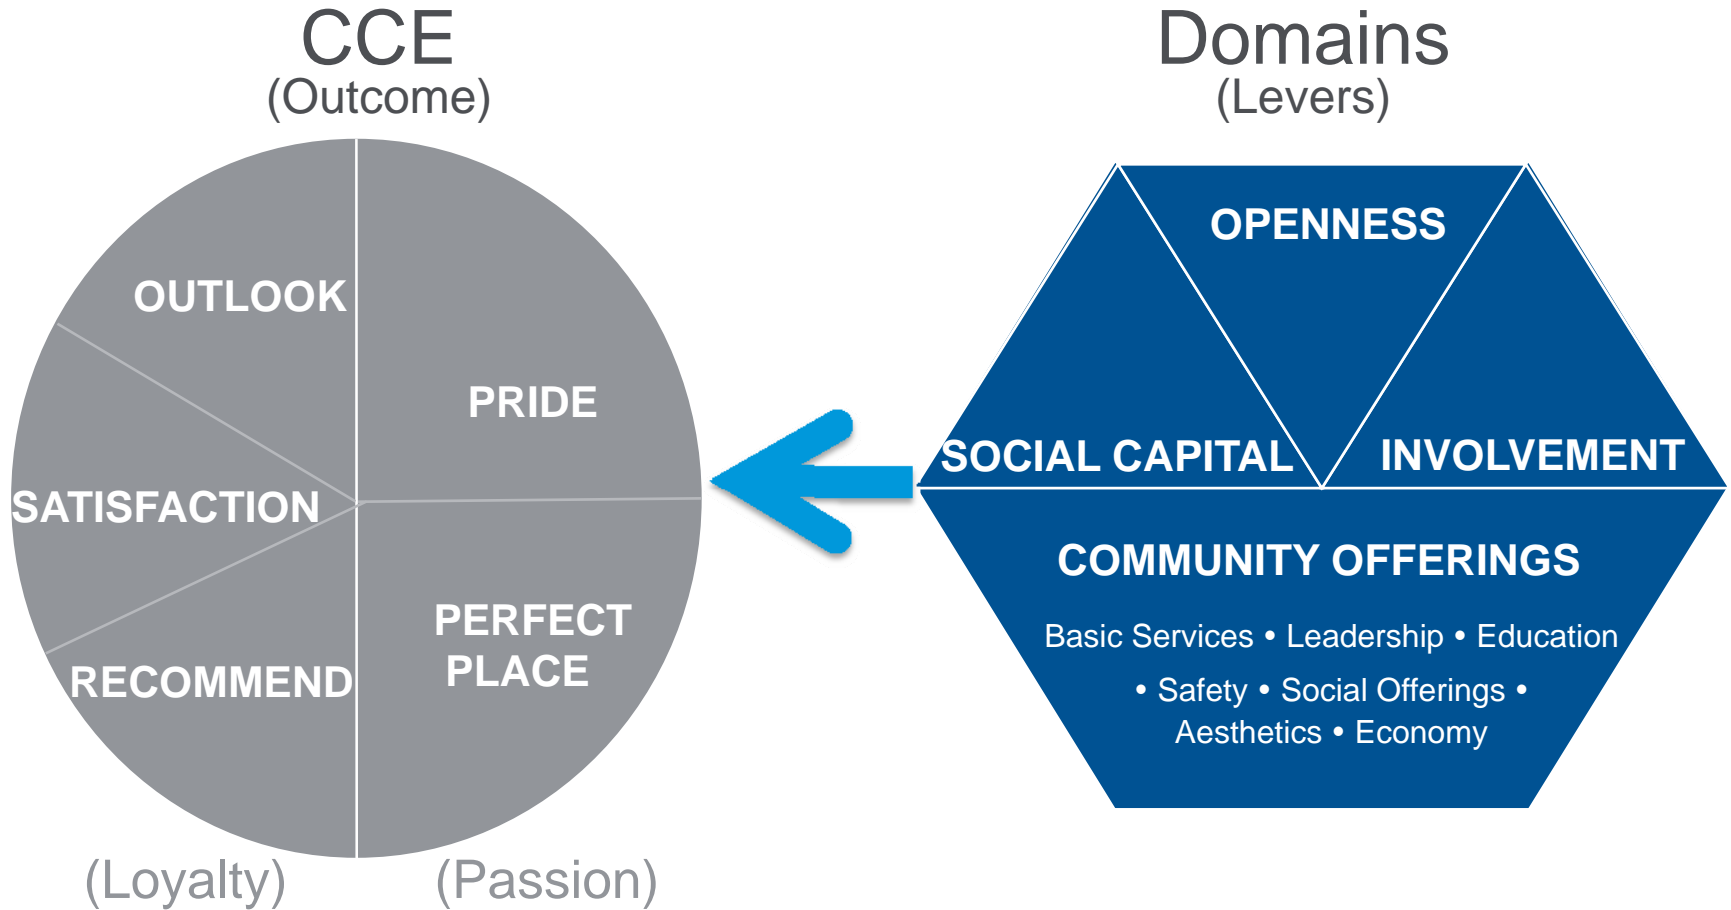 CCE
(Outcome)
OUTLOOK
PRIDE
SATISFACTION
PERFECT
PLACE
RECOMMEND
(Loyalty)
(Passion)
Domains
(Levers)
OPENNESS
SOCIAL CAPITAL
INVOLVEMENT
COMMUNITY OFFERINGS
Basic Services • Leadership • Education
• Safety • Social Offerings •
Aesthetics • Economy